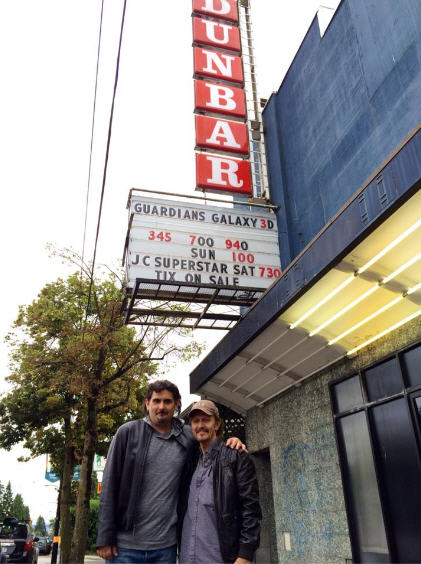 DUNBAR
GUARDIANS GALAXY 3D
345 700 940
SUN 100
JC SUPERSTAR SAT 730
TIX ON SALE